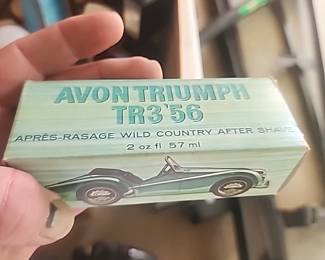 AVON TRIUMPH
TR3'56
APRÈS-RASAGE WILD COUNTRY AFTER SHAVE
2 oz fl 57 ml